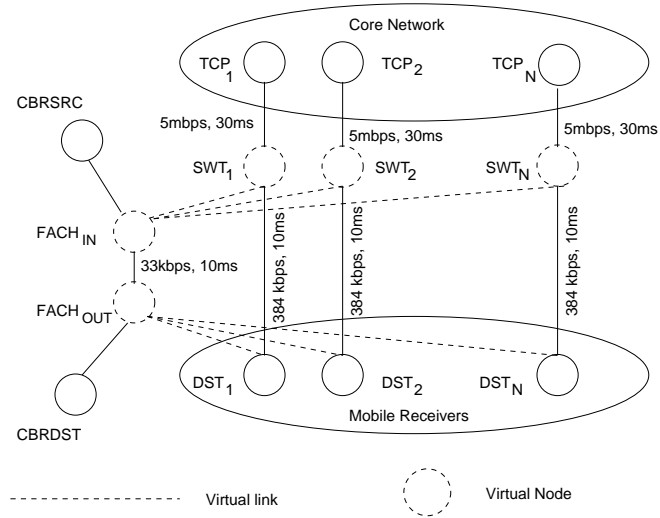 Core Network
TCP1
TCP2
TCPN
CBRSRC
5mbps, 30ms
5mbps, 30ms
5mbps, 30ms
SWT1
SWT2
SWTN
FACHIN
33kbps, 10ms
384 kbps, 10ms
384 kbps, 10ms
384 kbps, 10ms
FACHOUT
DST1
DST2
DSTN
Mobile Receivers
CBRDST
Virtual link
Virtual Node